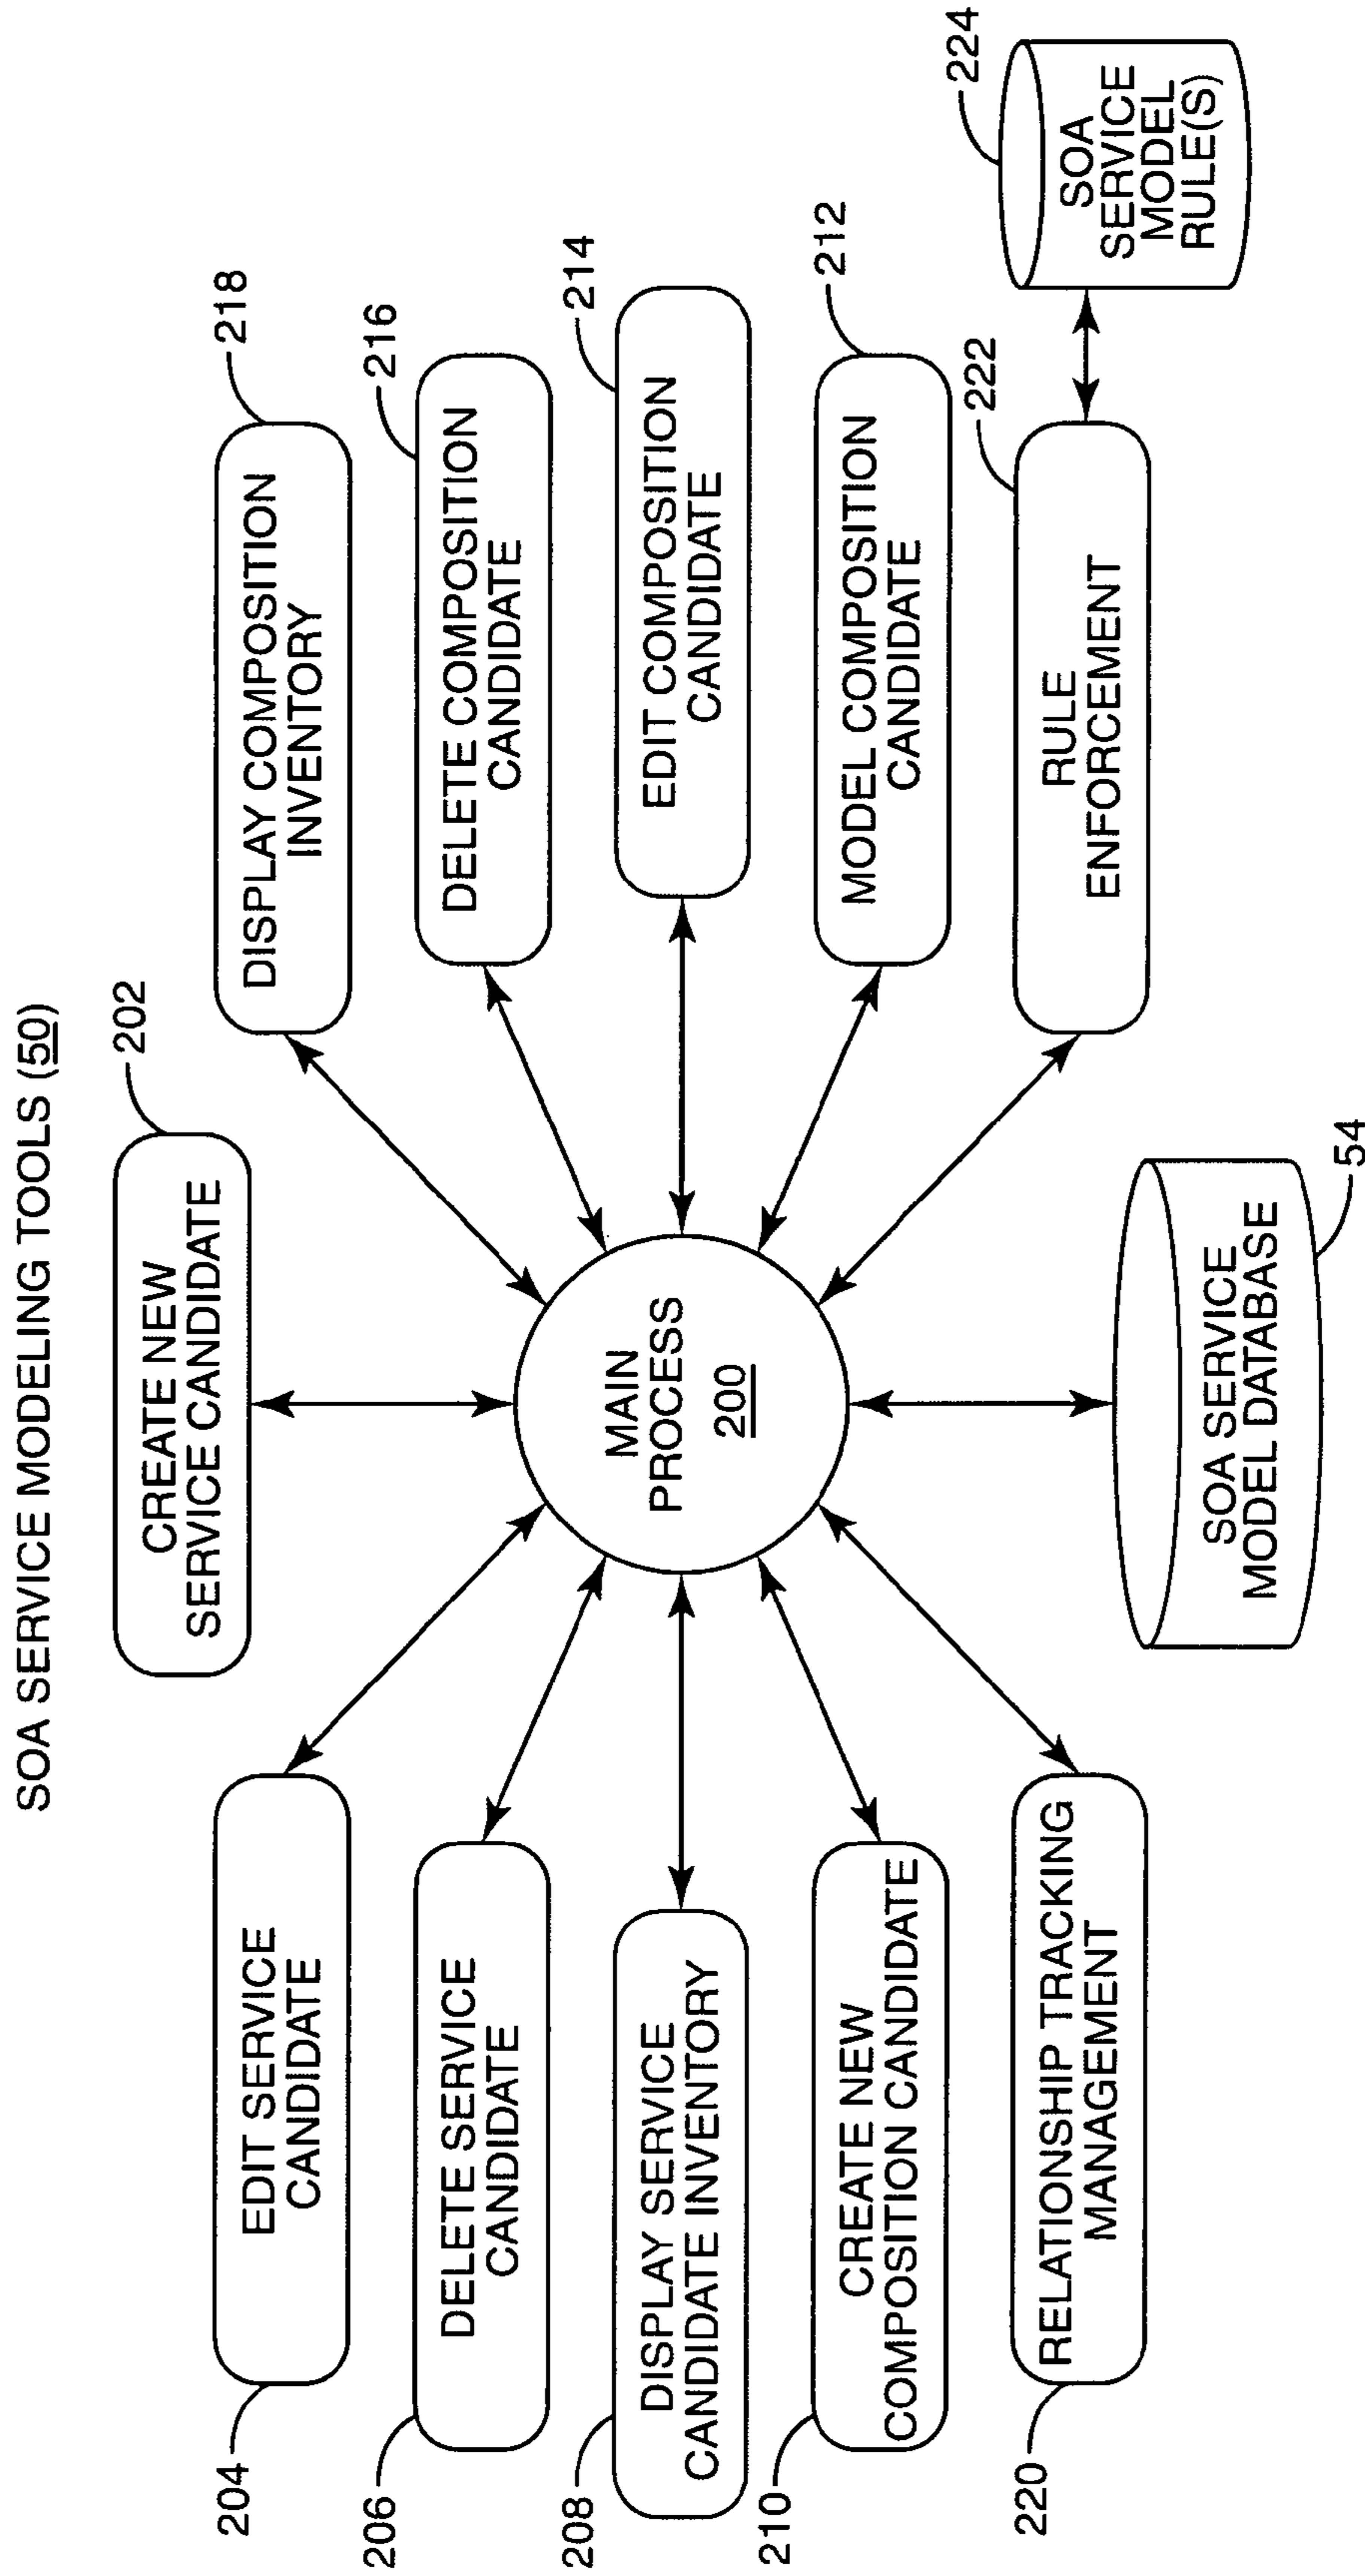 SOA SERVICE MODELING TOOLS (50)
202
CREATE NEW
SERVICE CANDIDATE
204
EDIT SERVICE
CANDIDATE
206
DELETE SERVICE
CANDIDATE
208
DISPLAY SERVICE
CANDIDATE INVENTORY
210
CREATE NEW
COMPOSITION CANDIDATE
220
RELATIONSHIP TRACKING
MANAGEMENT
MAIN
PROCESS
200
SOA SERVICE
MODEL DATABASE
54
218
DISPLAY COMPOSITION
INVENTORY
216
DELETE COMPOSITION
CANDIDATE
214
EDIT COMPOSITION
CANDIDATE
212
MODEL COMPOSITION
CANDIDATE
222
RULE
ENFORCEMENT
224
SOA
SERVICE
MODEL
RULE(S)